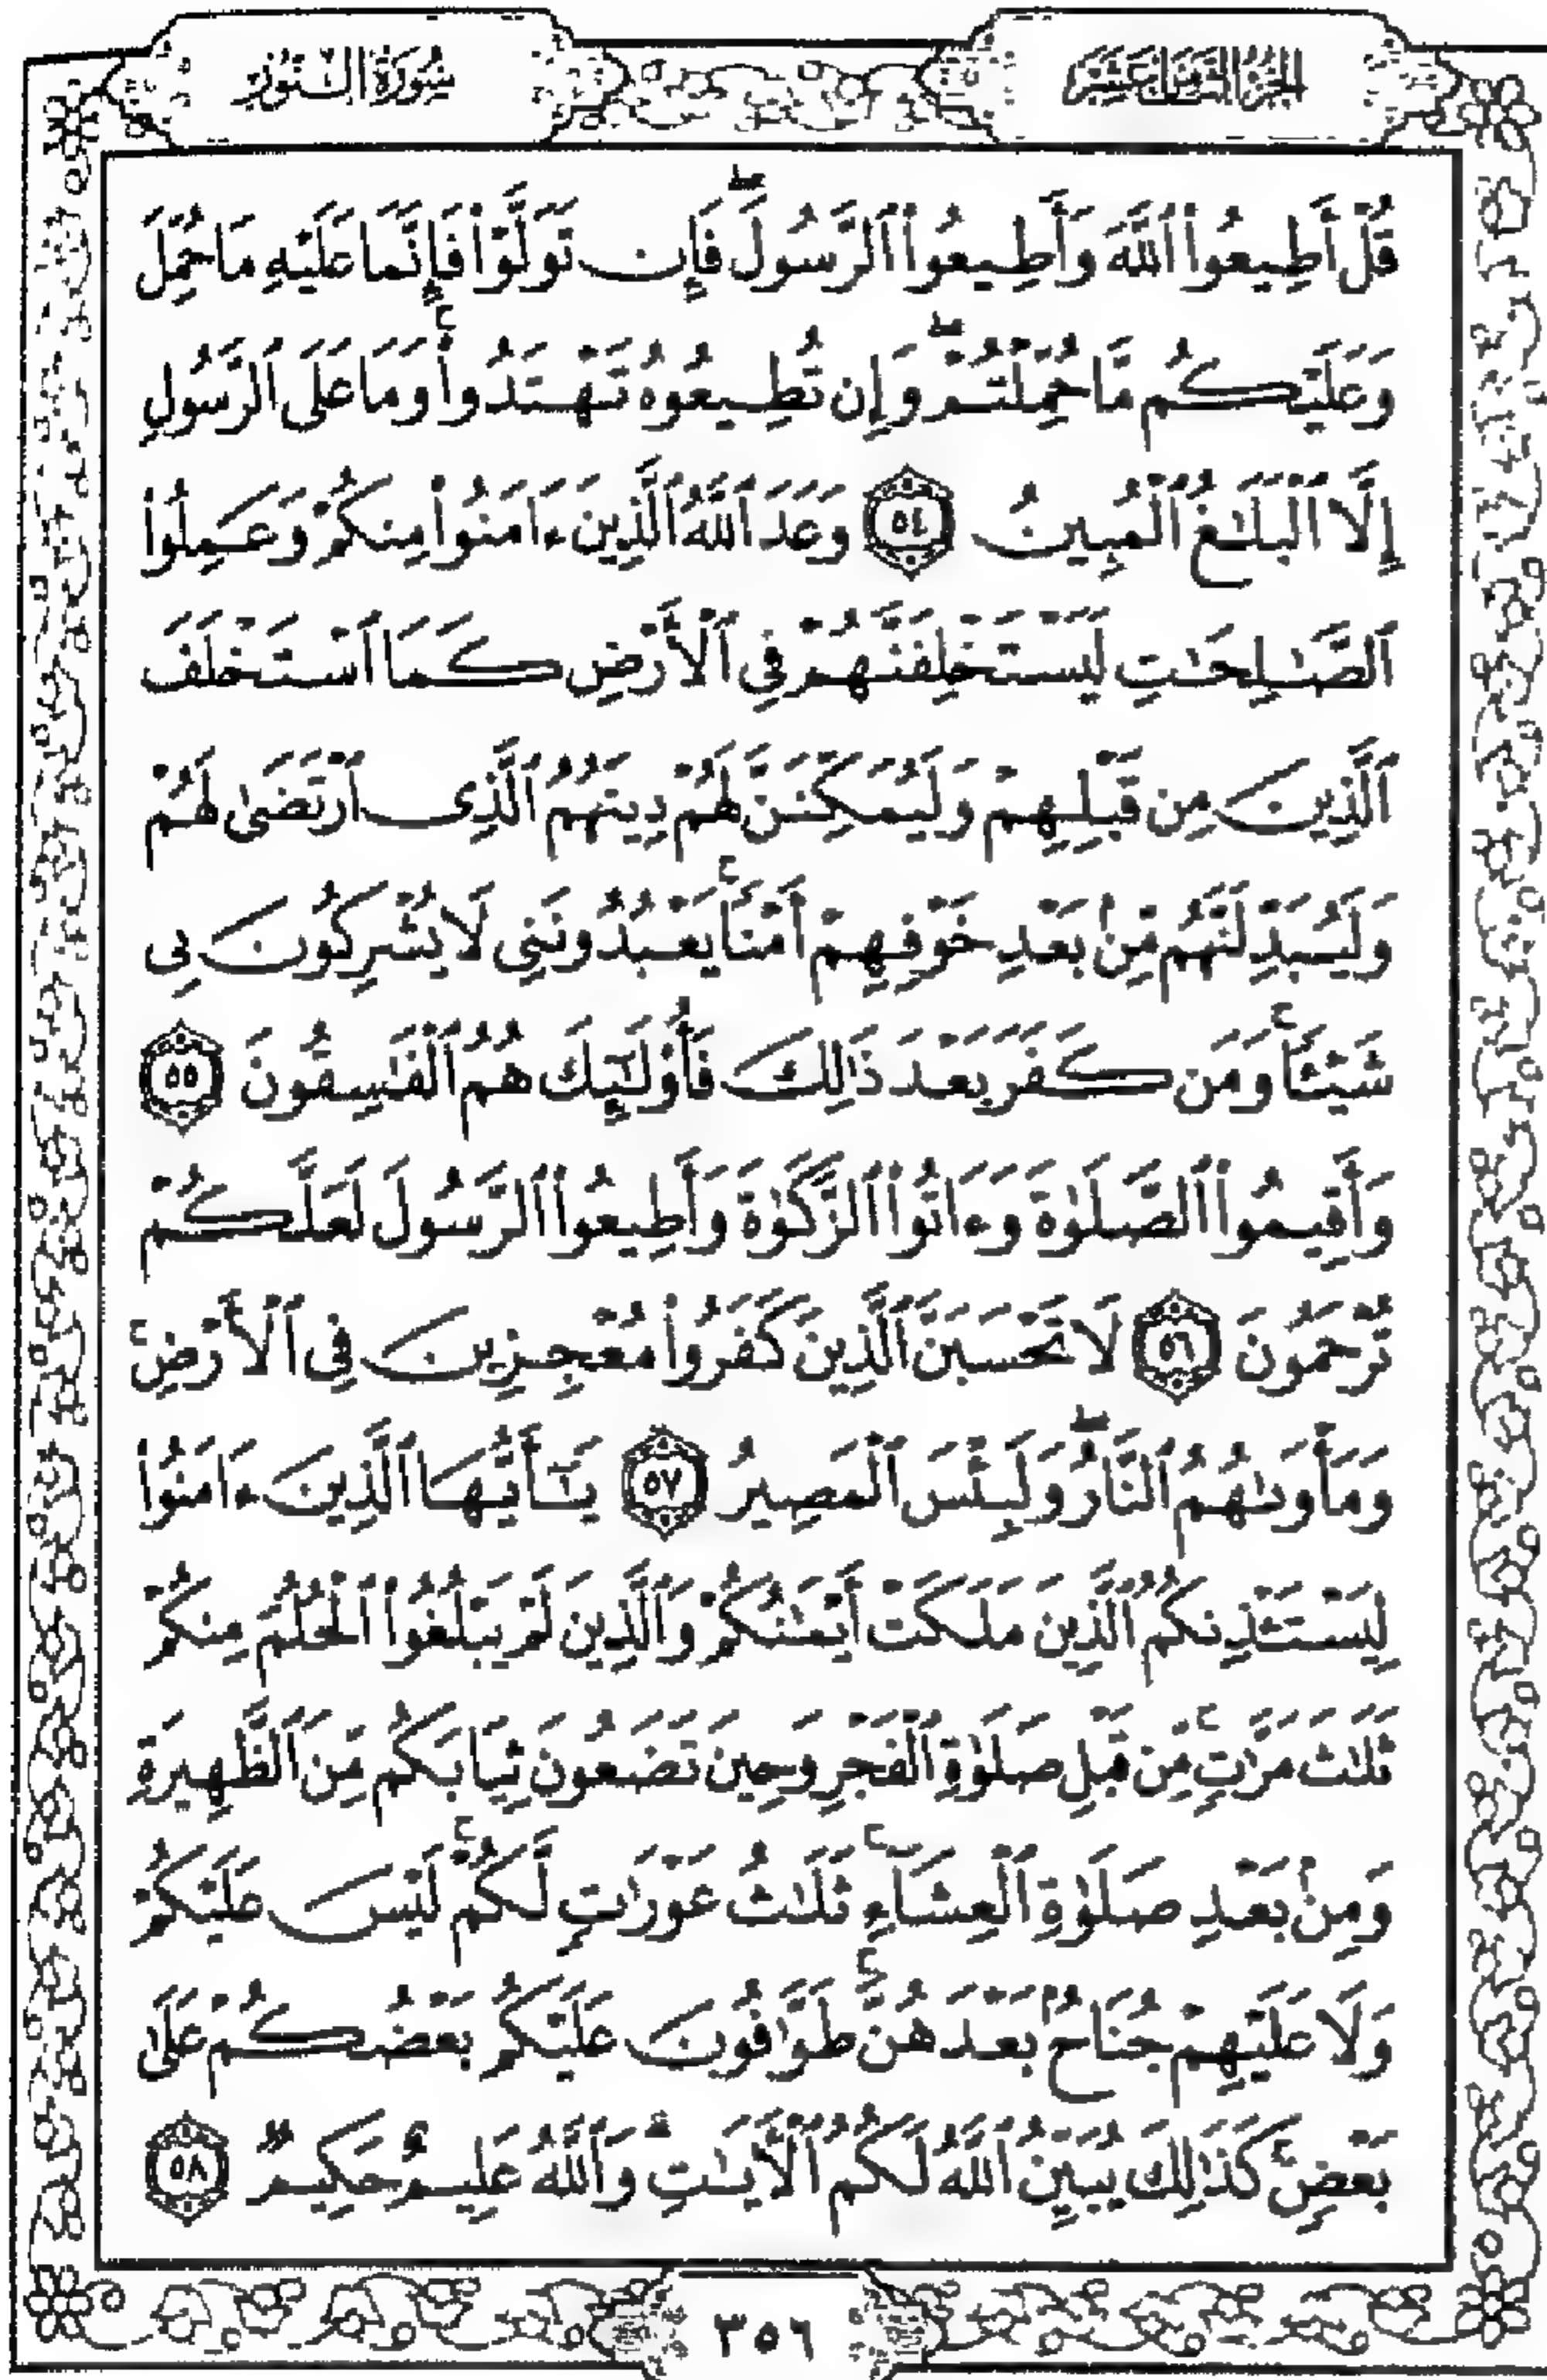 الجزء الثامن عشر
سورة النور
قُلْ أَطِيعُوا۟ ٱللَّهَ وَأَطِيعُوا۟ ٱلرَّسُولَ ۖ فَإِن تَوَلَّوْا۟ فَإِنَّمَا عَلَيْهِ مَا حُمِّلَ
وَعَلَيْكُم مَّا حُمِّلْتُمْ ۖ وَإِن تُطِيعُوهُ تَهْتَدُوا۟ ۚ وَمَا عَلَى ٱلرَّسُولِ
إِلَّا ٱلْبَلَـٰغُ ٱلْمُبِينُ ٥٤ وَعَدَ ٱللَّهُ ٱلَّذِينَ ءَامَنُوا۟ مِنكُمْ وَعَمِلُوا۟
ٱلصَّـٰلِحَـٰتِ لَيَسْتَخْلِفَنَّهُمْ فِى ٱلْأَرْضِ كَمَا ٱسْتَخْلَفَ
ٱلَّذِينَ مِن قَبْلِهِمْ وَلَيُمَكِّنَنَّ لَهُمْ دِينَهُمُ ٱلَّذِى ٱرْتَضَىٰ لَهُمْ
وَلَيُبَدِّلَنَّهُم مِّنۢ بَعْدِ خَوْفِهِمْ أَمْنًا ۚ يَعْبُدُونَنِى لَا يُشْرِكُونَ بِى
شَيْـًٔا ۚ وَمَن كَفَرَ بَعْدَ ذَٰلِكَ فَأُو۟لَـٰٓئِكَ هُمُ ٱلْفَـٰسِقُونَ ٥٥
وَأَقِيمُوا۟ ٱلصَّلَوٰةَ وَءَاتُوا۟ ٱلزَّكَوٰةَ وَأَطِيعُوا۟ ٱلرَّسُولَ لَعَلَّكُمْ
تُرْحَمُونَ ٥٦ لَا تَحْسَبَنَّ ٱلَّذِينَ كَفَرُوا۟ مُعْجِزِينَ فِى ٱلْأَرْضِ ۚ
وَمَأْوَىٰهُمُ ٱلنَّارُ ۖ وَلَبِئْسَ ٱلْمَصِيرُ ٥٧ يَـٰٓأَيُّهَا ٱلَّذِينَ ءَامَنُوا۟
لِيَسْتَـْٔذِنكُمُ ٱلَّذِينَ مَلَكَتْ أَيْمَـٰنُكُمْ وَٱلَّذِينَ لَمْ يَبْلُغُوا۟ ٱلْحُلُمَ مِنكُمْ
ثَلَـٰثَ مَرَّٰتٍ ۚ مِّن قَبْلِ صَلَوٰةِ ٱلْفَجْرِ وَحِينَ تَضَعُونَ ثِيَابَكُم مِّنَ ٱلظَّهِيرَةِ
وَمِنۢ بَعْدِ صَلَوٰةِ ٱلْعِشَآءِ ۚ ثَلَـٰثُ عَوْرَٰتٍ لَّكُمْ ۚ لَيْسَ عَلَيْكُمْ
وَلَا عَلَيْهِمْ جُنَاحٌۢ بَعْدَهُنَّ ۚ طَوَّٰفُونَ عَلَيْكُم بَعْضُكُمْ عَلَىٰ
بَعْضٍ ۚ كَذَٰلِكَ يُبَيِّنُ ٱللَّهُ لَكُمُ ٱلْـَٔايَـٰتِ ۗ وَٱللَّهُ عَلِيمٌ حَكِيمٌ ٥٨
٣٥٦